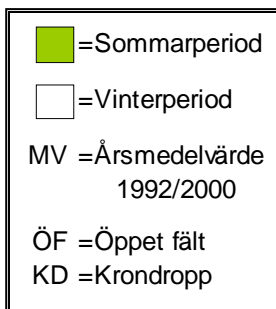 =Sommarperiod
=Vinterperiod
MV =Årsmedelvärde
1992/2000
ÖF =Öppet fält
KD =Krondropp